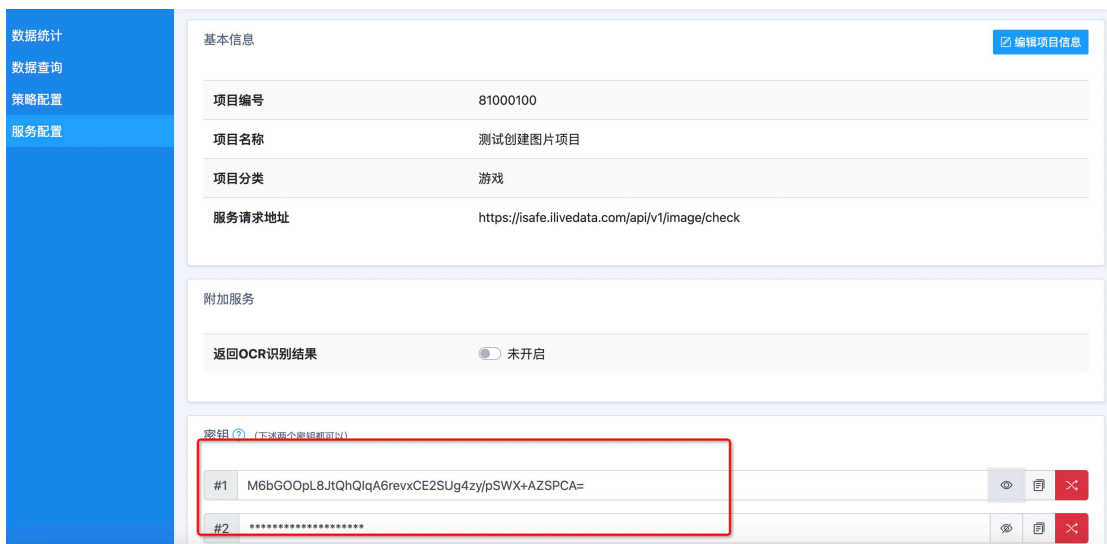 数据统计
数据查询
策略配置
服务配置
基本信息
编辑项目信息
项目编号 81000100
项目名称 测试创建图片项目
项目分类 游戏
服务请求地址 https://isafe.ilivedata.com/api/v1/image/check
附加服务
返回OCR识别结果 未开启
密钥 ? (下述两个密钥都可以)
#1 M6bGOOpL8JtQhQIqA6revxCE2SUg4zy/pSWX+AZSPCA=
#2 ********************